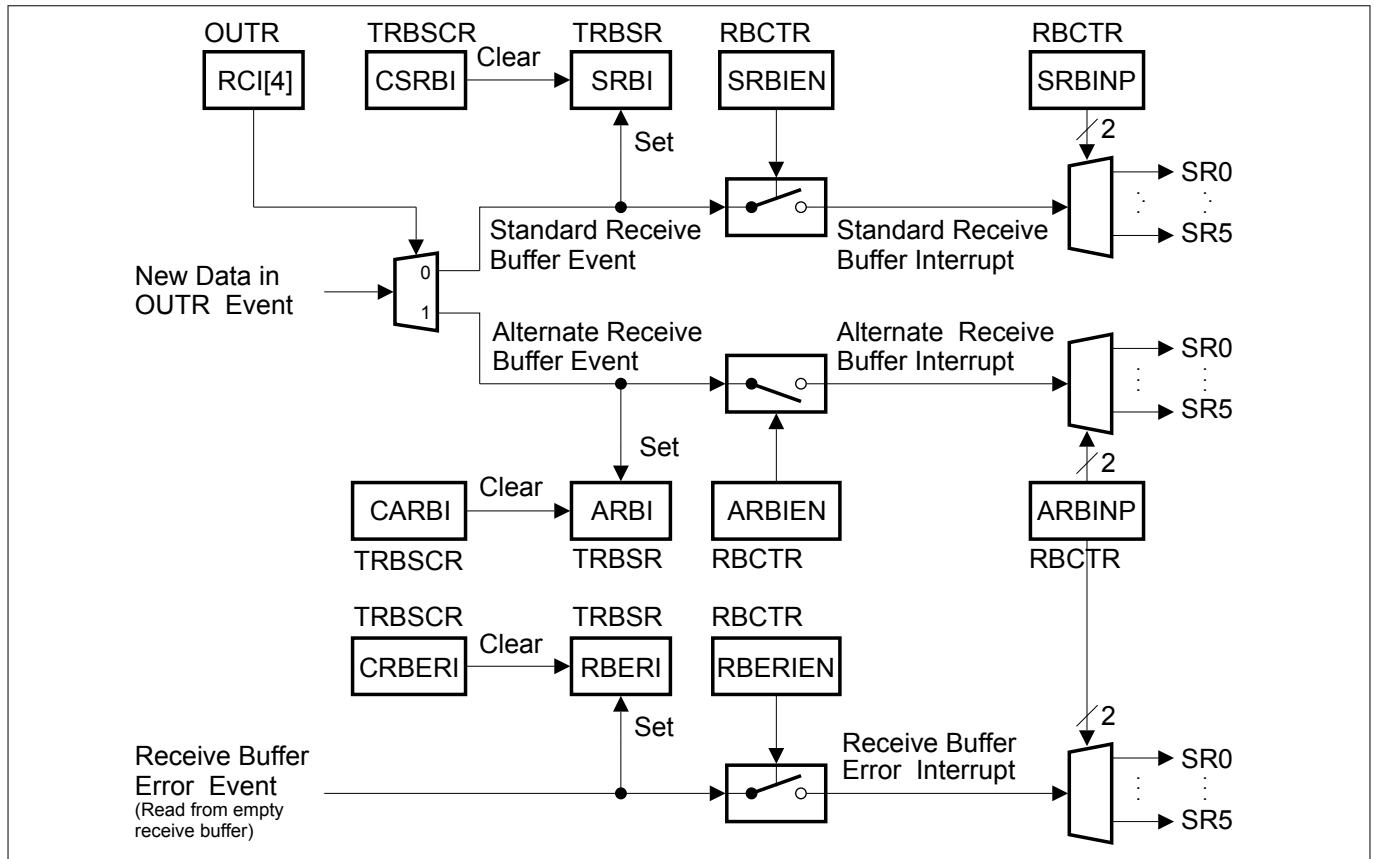 OUTR
TRBSCR
TRBSR
RBCTR
RBCTR
RCI[4]
CSRBI
Clear
SRBI
SRBIEN
SRBINP
Set
2
SR0
SR5
Standard Receive
Buffer Event
Standard Receive
Buffer Interrupt
New Data in
OUTR Event
0
1
Alternate Receive
Buffer Event
Alternate Receive
Buffer Interrupt
SR0
SR5
Set
2
CARBI
Clear
ARBI
ARBIEN
ARBINP
TRBSCR
TRBSR
RBCTR
RBCTR
TRBSCR
TRBSR
RBCTR
CRBERI
Clear
RBERI
RBERIEN
Set
2
Receive Buffer
Error Event
(Read from empty
receive buffer)
Receive Buffer
Error Interrupt
SR0
SR5